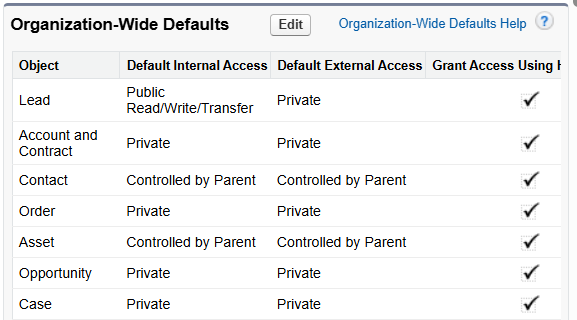 Organization-Wide Defaults Edit Organization-Wide Defaults Help ?
Object Default Internal Access Default External Access Grant Access Using
Lead Public Read/Write/Transfer Private
Account and Contract Private Private
Contact Controlled by Parent Controlled by Parent
Order Private Private
Asset Controlled by Parent Controlled by Parent
Opportunity Private Private
Case Private Private